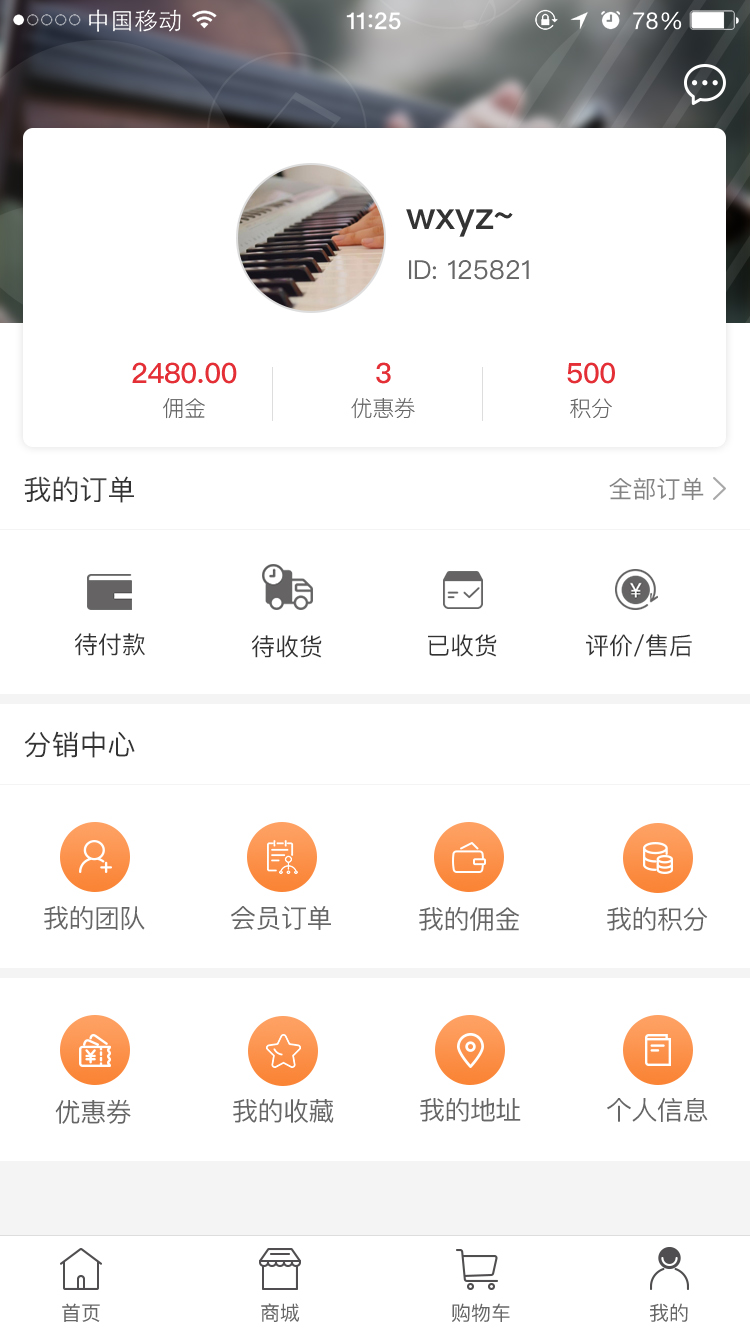 中国移动 11:25 78%
wxyz~
ID: 125821
2480.00 3 500
佣金 优惠券 积分
我的订单 全部订单
待付款 待收货 已收货 评价/售后
分销中心
我的团队 会员订单 我的佣金 我的积分
优惠券 我的收藏 我的地址 个人信息
首页 商城 购物车 我的